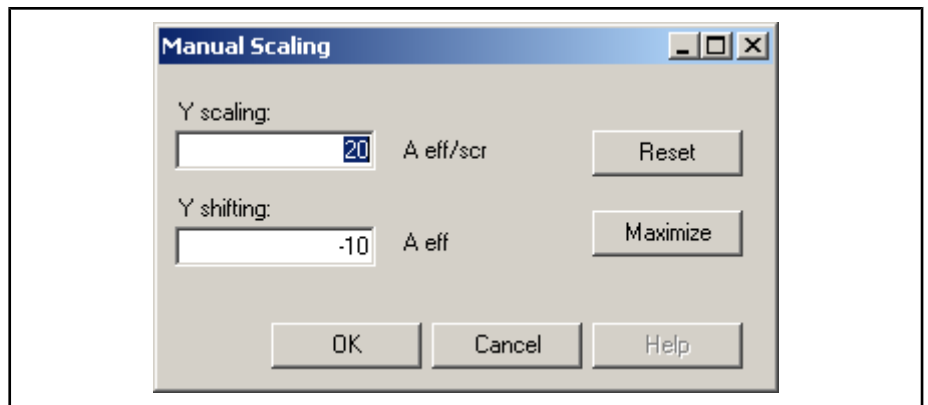 Manual Scaling
Y scaling:
20 A eff/scr Reset
Y shifting:
-10 A eff Maximize
OK Cancel Help